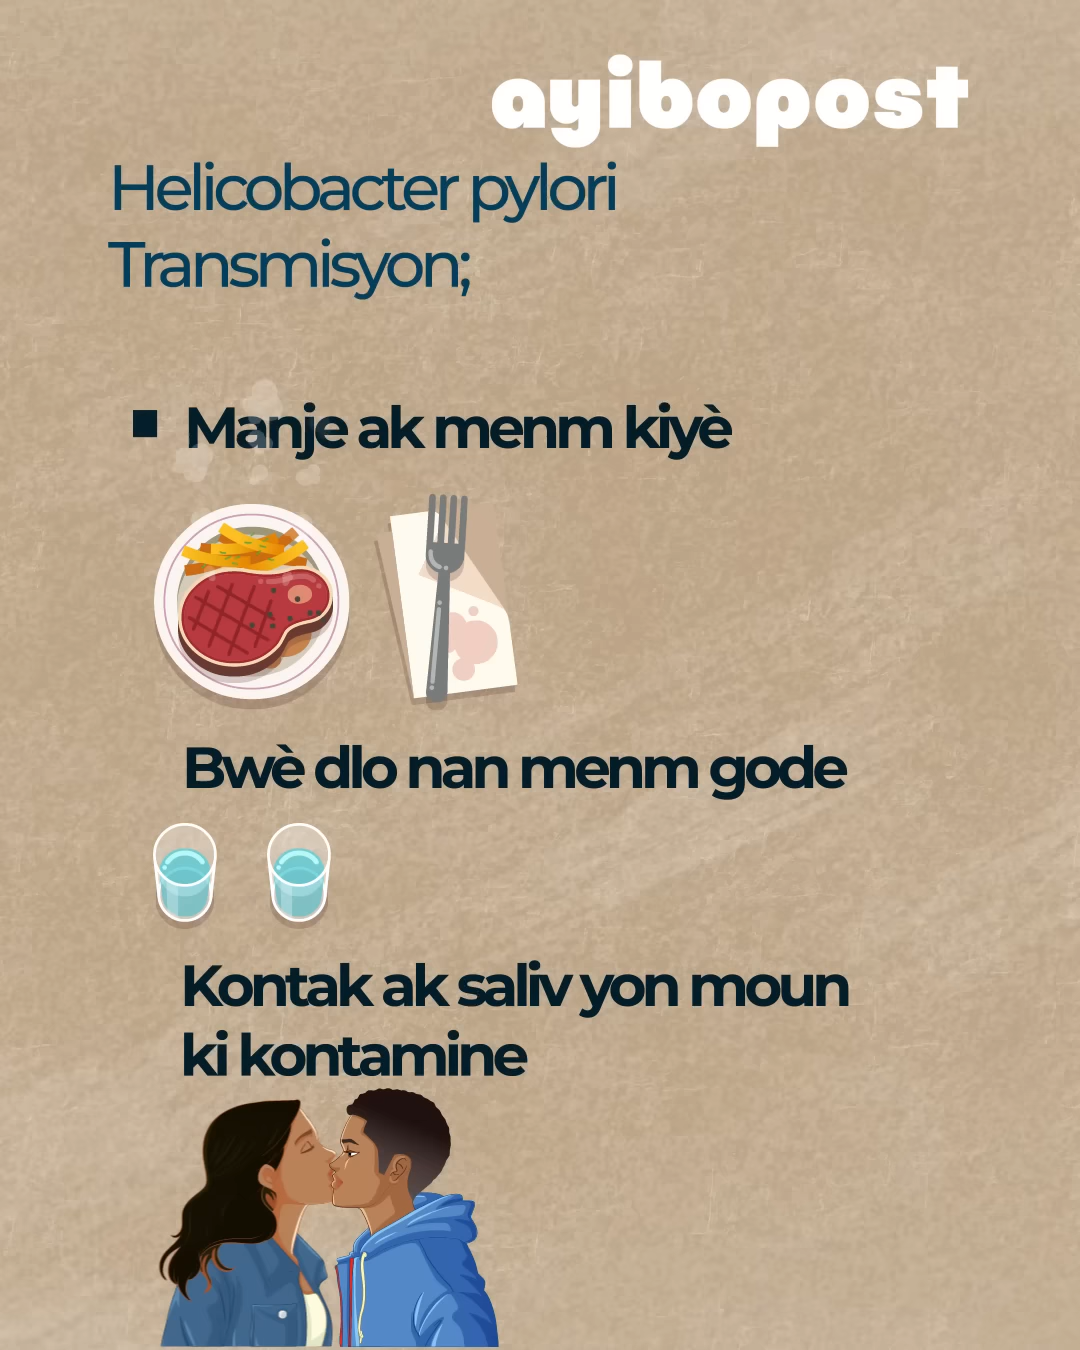 ayibopost
Helicobacter pylori
Transmisyon;
▪ Manje ak menm kiyè
Bwè dlo nan menm gode
Kontak ak saliv yon moun
ki kontamine